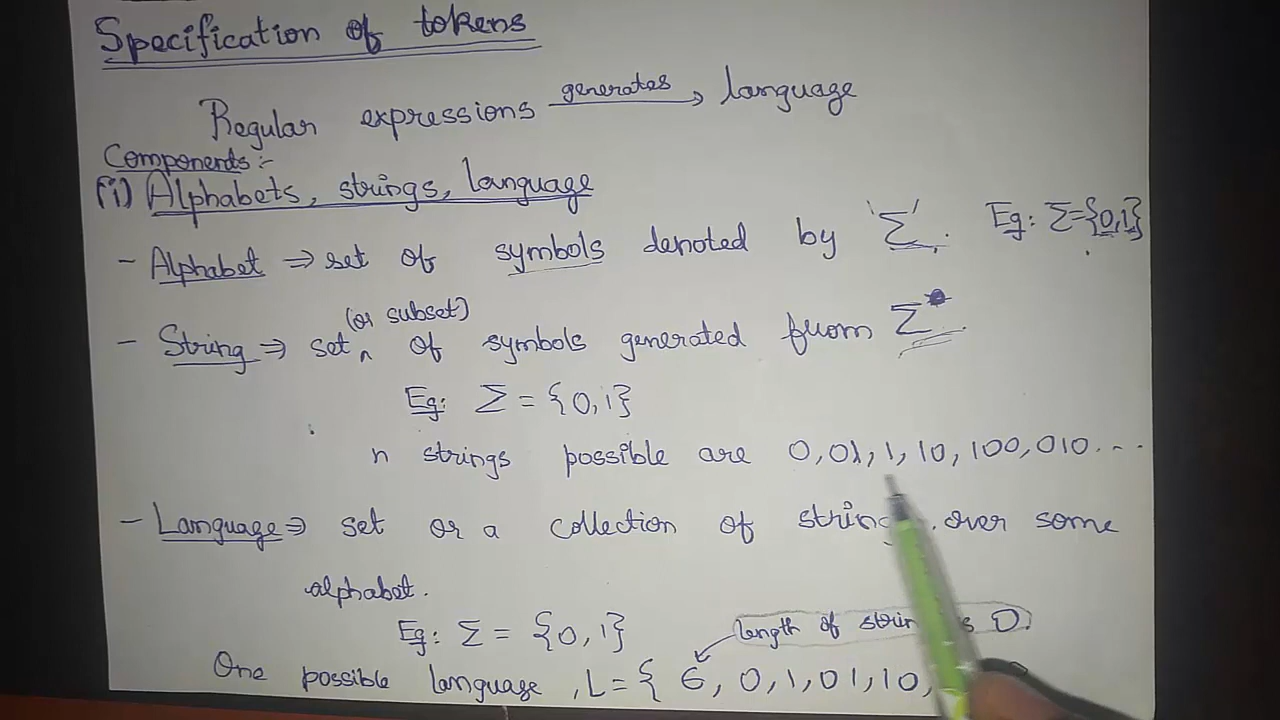 Specification of tokens
Regular expressions generates → language
Components:-
(i) Alphabets, strings, language
- Alphabet ⇒ set of symbols denoted by 'Σ'. Eg: Σ={0,1}
- String ⇒ set (or subset) of symbols generated from Σ*
Eg: Σ = {0,1}
n strings possible are 0,01,1,10,100,010...
- Language ⇒ set or a collection of over some
alphabet.
Eg: Σ = {0,1}
length of 0.
One possible language, L = { ϵ, 0,1,01,10,